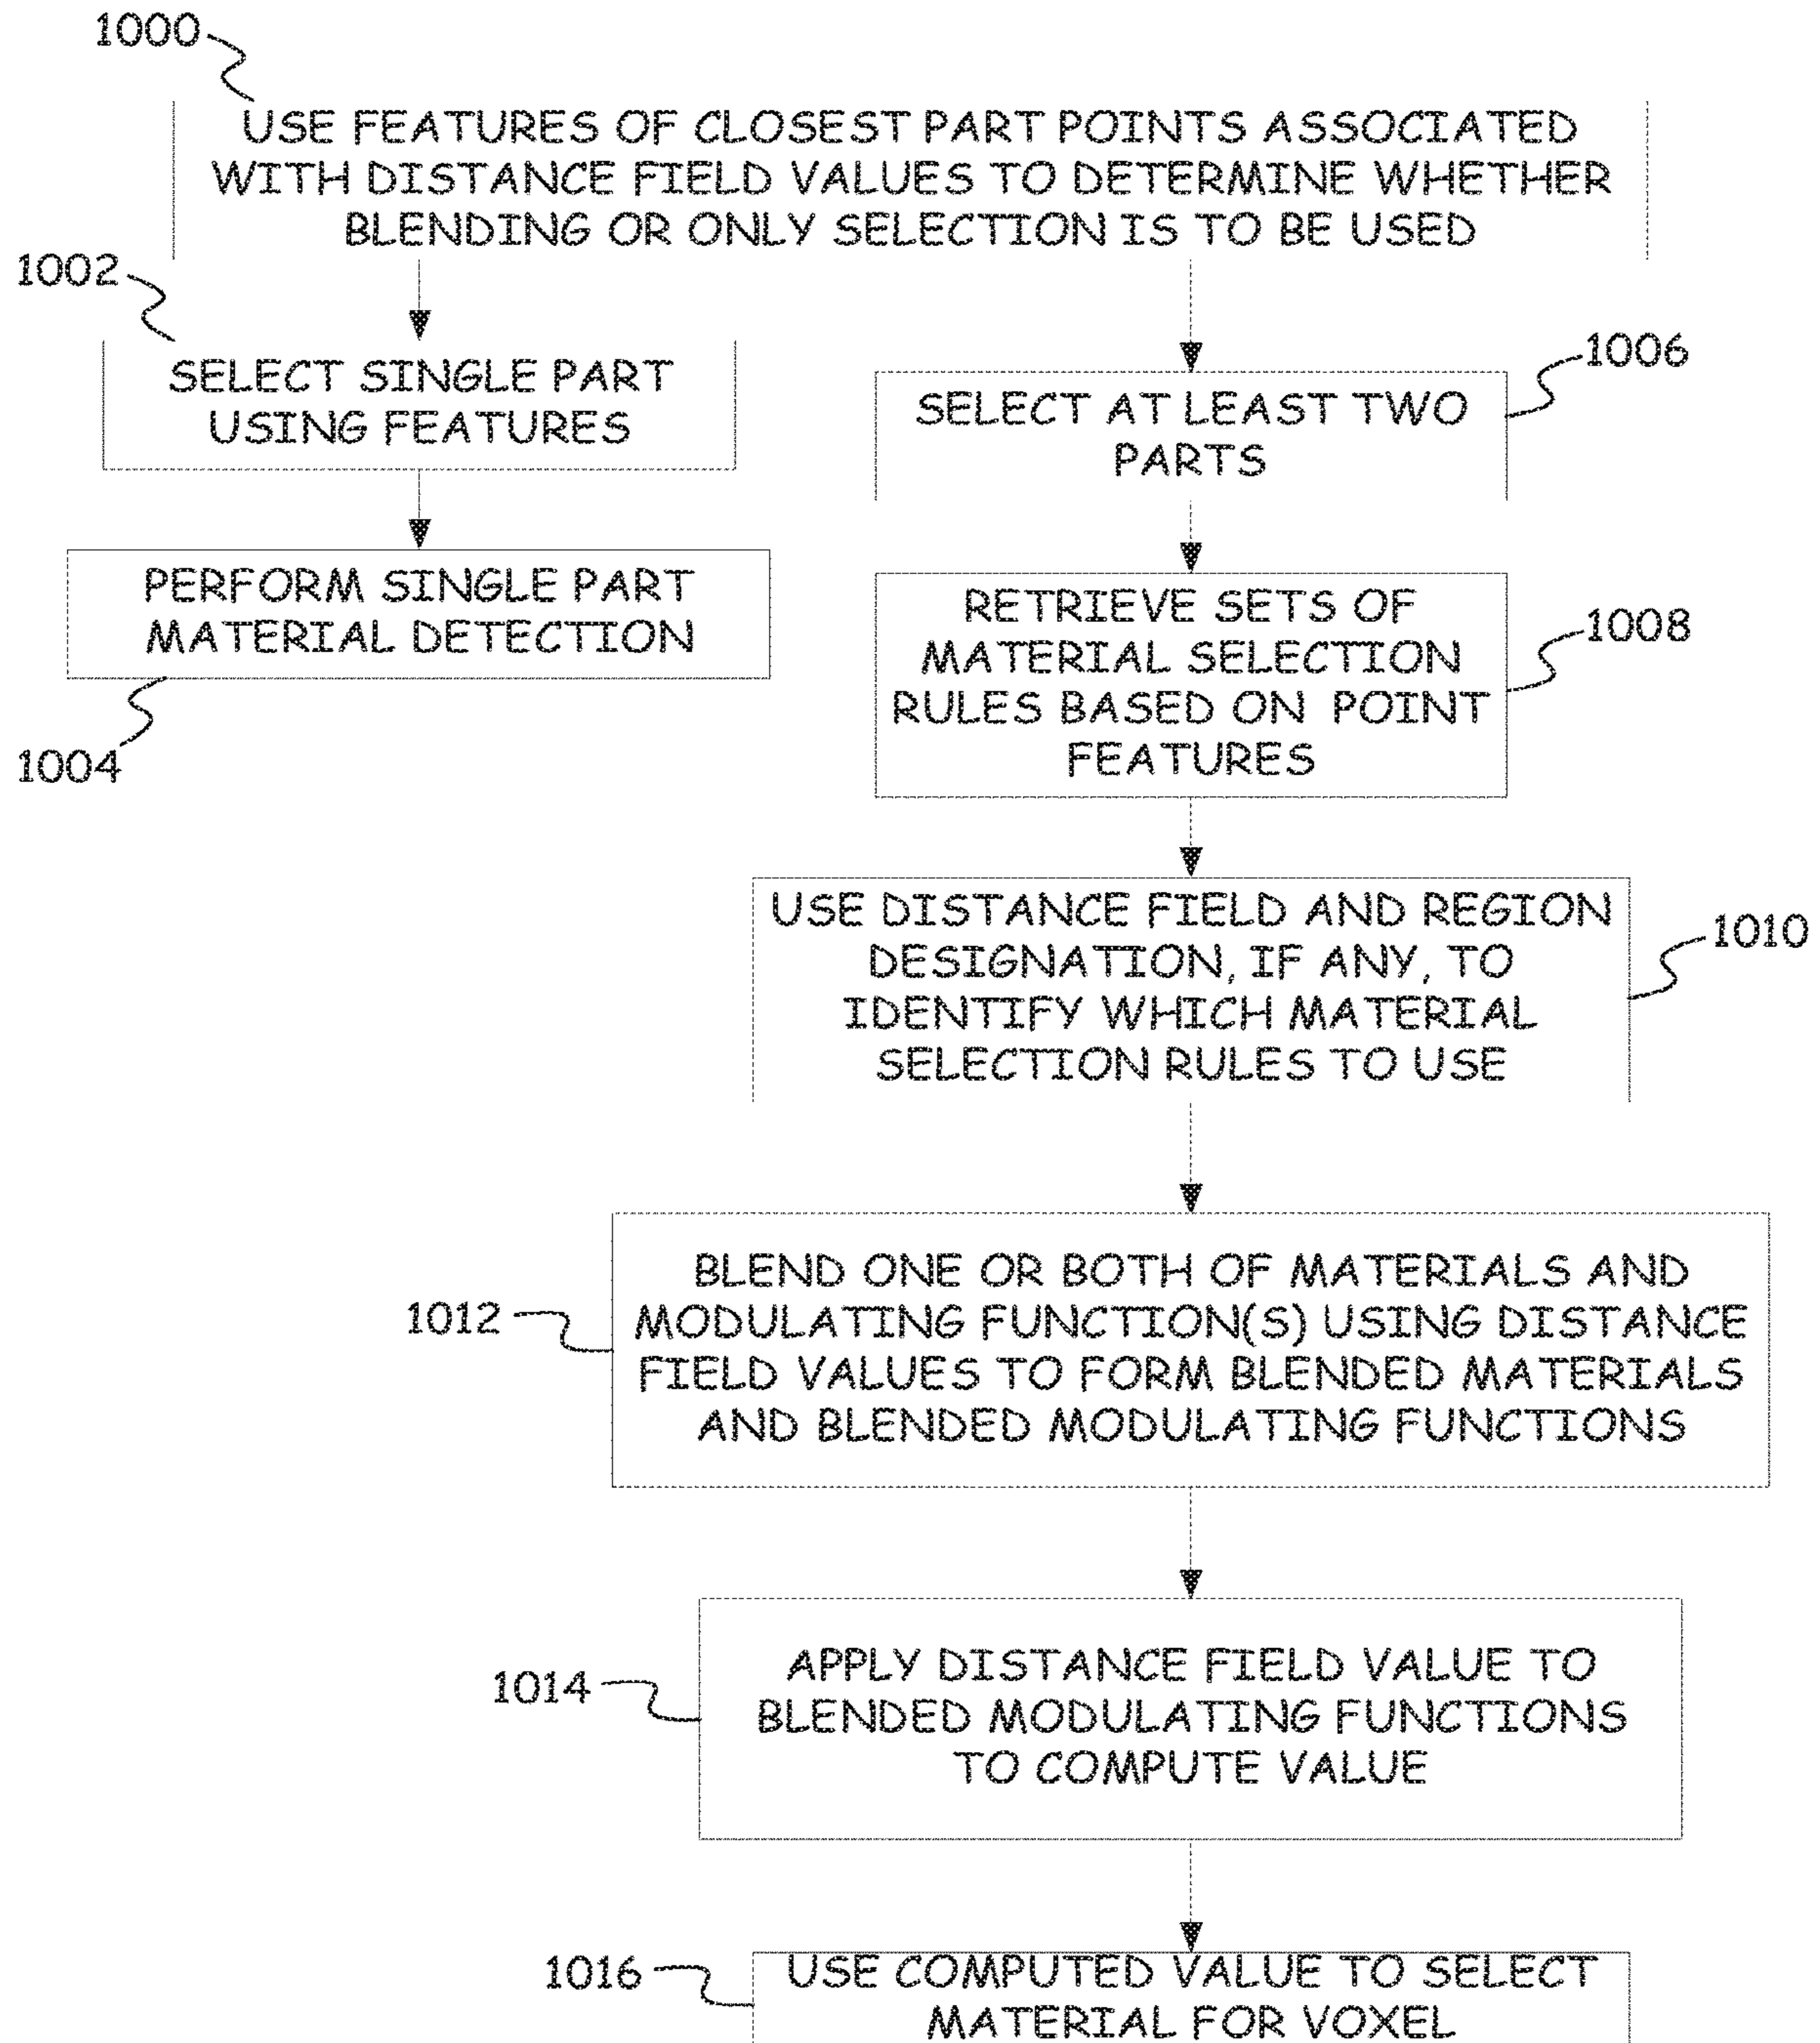 1000
USE FEATURES OF CLOSEST PART POINTS ASSOCIATED
WITH DISTANCE FIELD VALUES TO DETERMINE WHETHER
BLENDING OR ONLY SELECTION IS TO BE USED
1002
SELECT SINGLE PART
USING FEATURES
PERFORM SINGLE PART
MATERIAL DETECTION
1004
1006
SELECT AT LEAST TWO
PARTS
RETRIEVE SETS OF
MATERIAL SELECTION
RULES BASED ON POINT
FEATURES
1008
USE DISTANCE FIELD AND REGION
DESIGNATION, IF ANY, TO
IDENTIFY WHICH MATERIAL
SELECTION RULES TO USE
1010
BLEND ONE OR BOTH OF MATERIALS AND
MODULATING FUNCTION(S) USING DISTANCE
FIELD VALUES TO FORM BLENDED MATERIALS
AND BLENDED MODULATING FUNCTIONS
1012
APPLY DISTANCE FIELD VALUE TO
BLENDED MODULATING FUNCTIONS
TO COMPUTE VALUE
1014
1016
USE COMPUTED VALUE TO SELECT
MATERIAL FOR VOXEL